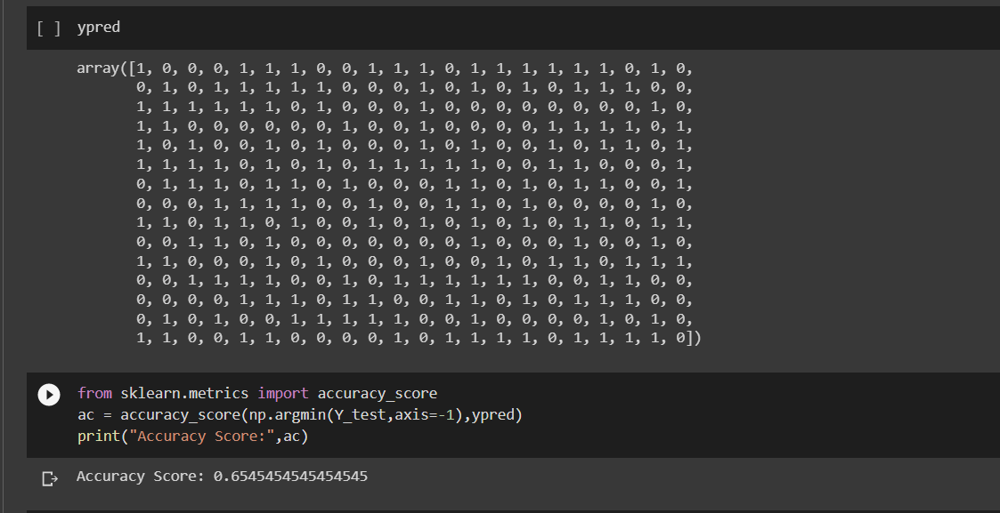 [ ] ypred
array([1, 0, 0, 0, 1, 1, 1, 0, 0, 1, 1, 1, 0, 1, 1, 1, 1, 1, 1, 0, 1, 0,
0, 1, 0, 1, 1, 1, 1, 1, 0, 0, 0, 1, 0, 1, 0, 1, 0, 1, 1, 1, 0, 0,
1, 1, 1, 1, 1, 1, 0, 1, 0, 0, 0, 1, 0, 0, 0, 0, 0, 0, 0, 0, 1, 0,
1, 1, 0, 0, 0, 0, 0, 0, 1, 0, 0, 1, 0, 0, 0, 0, 1, 1, 1, 1, 0, 1,
1, 0, 1, 0, 0, 1, 0, 1, 0, 0, 0, 1, 0, 1, 0, 0, 1, 0, 1, 1, 0, 1,
1, 1, 1, 1, 0, 1, 0, 1, 0, 1, 1, 1, 1, 1, 0, 0, 1, 1, 0, 0, 0, 1,
0, 1, 1, 1, 0, 1, 1, 0, 1, 0, 0, 0, 1, 1, 0, 1, 0, 1, 1, 0, 0, 1,
0, 0, 0, 1, 1, 1, 1, 0, 0, 1, 0, 0, 1, 1, 0, 1, 0, 0, 0, 0, 1, 0,
1, 1, 0, 1, 1, 0, 1, 0, 0, 1, 0, 1, 0, 1, 0, 1, 0, 1, 1, 0, 1, 1,
0, 0, 1, 1, 0, 1, 0, 0, 0, 0, 0, 0, 0, 1, 0, 0, 0, 1, 0, 0, 1, 0,
1, 1, 0, 0, 0, 1, 0, 1, 0, 0, 0, 1, 0, 0, 1, 0, 1, 1, 0, 1, 1, 1,
0, 0, 1, 1, 1, 1, 0, 0, 1, 0, 1, 1, 1, 1, 1, 1, 0, 0, 1, 1, 0, 0,
0, 0, 0, 0, 1, 1, 1, 0, 1, 1, 0, 0, 1, 1, 0, 1, 0, 1, 1, 1, 0, 0,
0, 1, 0, 1, 0, 0, 1, 1, 1, 1, 1, 0, 0, 1, 0, 0, 0, 0, 1, 0, 1, 0,
1, 1, 0, 0, 1, 1, 0, 0, 0, 0, 1, 0, 1, 1, 1, 1, 0, 1, 1, 1, 1, 0])
from sklearn.metrics import accuracy_score
ac = accuracy_score(np.argmin(Y_test,axis=-1),ypred)
print("Accuracy Score:",ac)
Accuracy Score: 0.6545454545454545